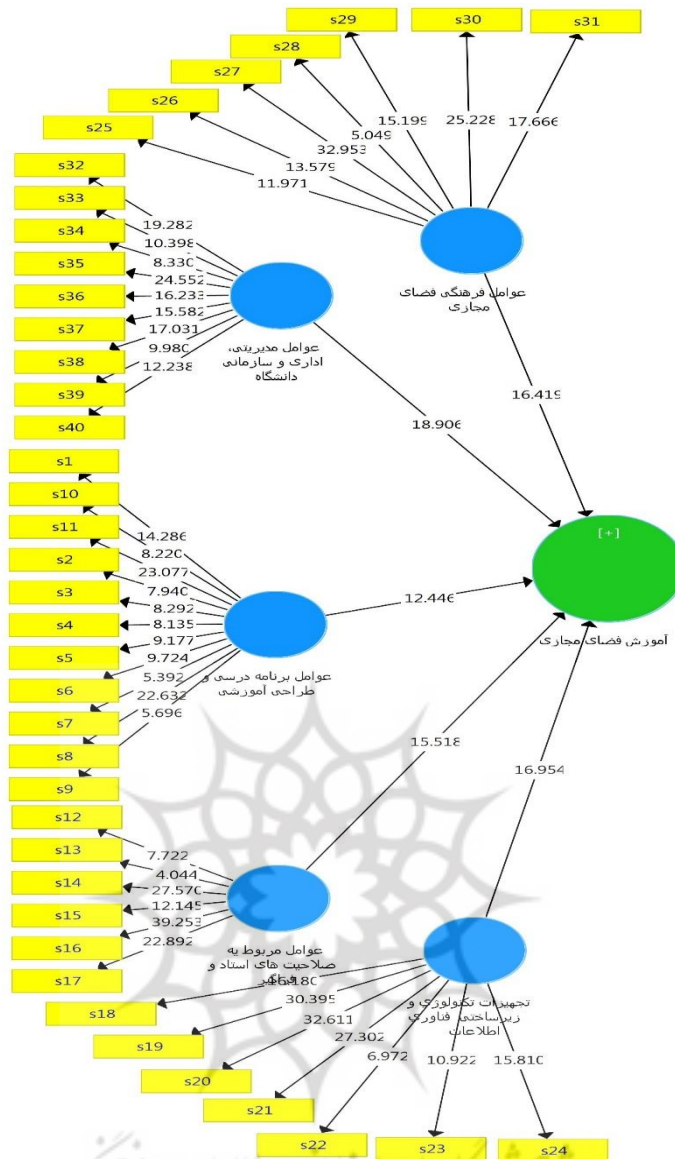 s29
s30
s31
s28
s27
s26
s25
15.199
25.228
17.666
5.049
32.953
13.579
11.971
عوامل فرهنگی فضای
مجازی
16.419
s32
s33
s34
s35
s36
s37
s38
s39
s40
19.282
10.398
8.330
24.552
16.233
15.582
17.031
9.980
12.238
عوامل مدیریتی،
اداری و سازمانی
دانشگاه
18.906
[+]
آموزش فضای مجازی
s1
s10
s11
s2
s3
s4
s5
s6
s7
s8
s9
14.286
8.220
23.077
7.940
8.292
8.135
9.177
9.724
5.392
22.632
5.696
عوامل برنامه درسی و
طراحی آموزشی
12.446
s12
s13
s14
s15
s16
s17
7.722
4.044
27.570
12.145
39.253
22.892
عوامل مربوط به
صلاحیت های استاد و
15.518
s18
s19
s20
s21
s22
s23
s24
16.180
30.395
32.611
27.302
6.972
10.922
15.810
تجهیزات تکنولوژی و
زیرساختی فناوری
اطلاعات
16.954